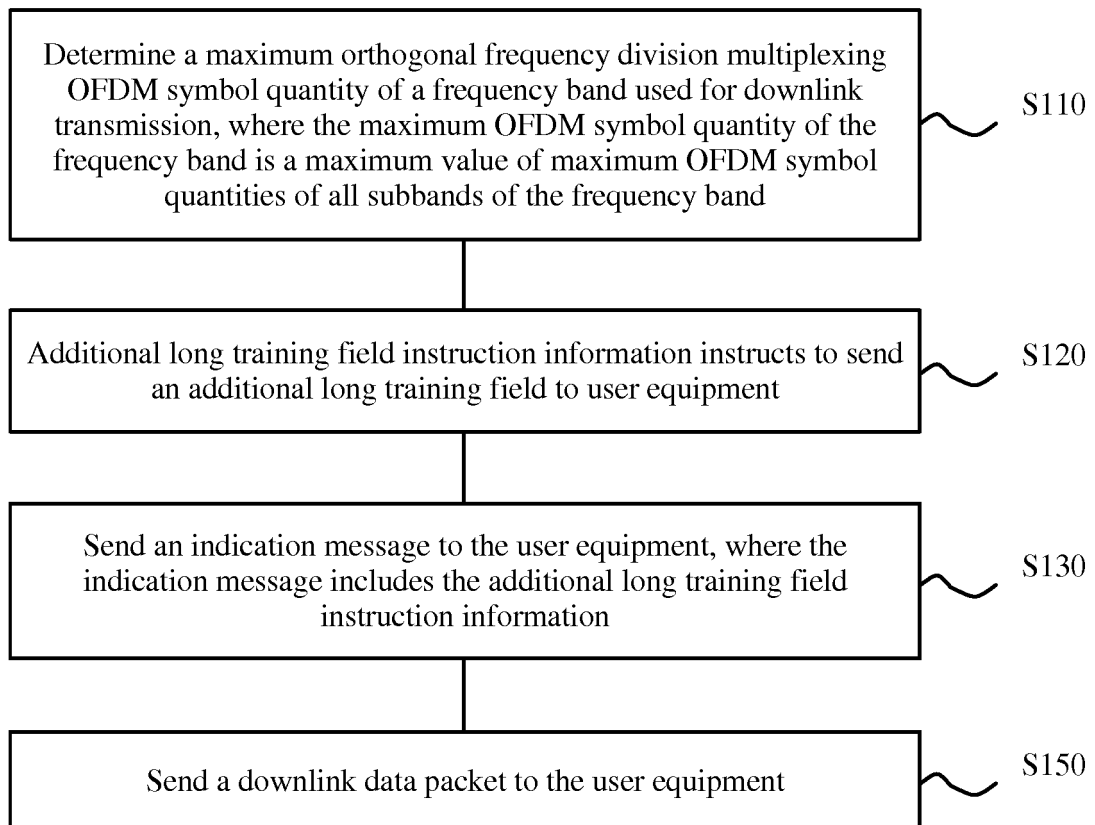 Determine a maximum orthogonal frequency division multiplexing
OFDM symbol quantity of a frequency band used for downlink
transmission, where the maximum OFDM symbol quantity of the
frequency band is a maximum value of maximum OFDM symbol
quantities of all subbands of the frequency band
S110
Additional long training field instruction information instructs to send
an additional long training field to user equipment
S120
Send an indication message to the user equipment, where the
indication message includes the additional long training field
instruction information
S130
Send a downlink data packet to the user equipment
S150